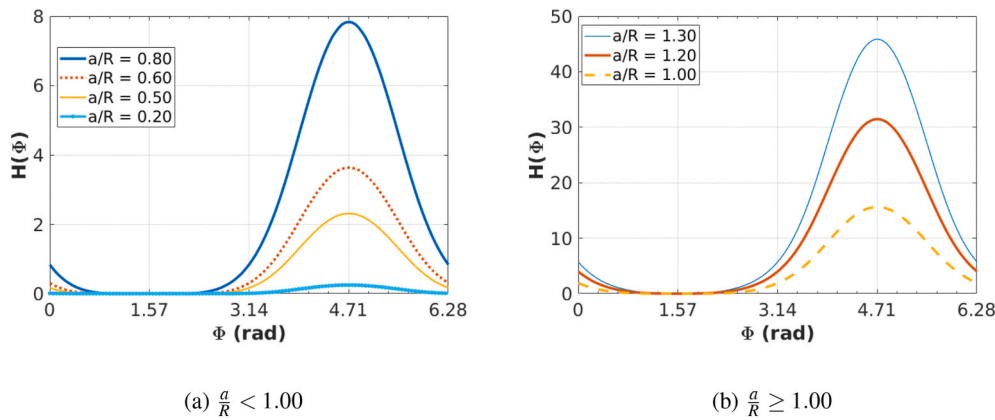 8
6
4
2
0
H(Φ)
a/R = 0.80
a/R = 0.60
a/R = 0.50
a/R = 0.20
0 1.57 3.14 4.71 6.28
Φ (rad)
(a) a/R < 1.00
50
40
30
20
10
0
H(Φ)
a/R = 1.30
a/R = 1.20
a/R = 1.00
0 1.57 3.14 4.71 6.28
Φ (rad)
(b) a/R ≥ 1.00